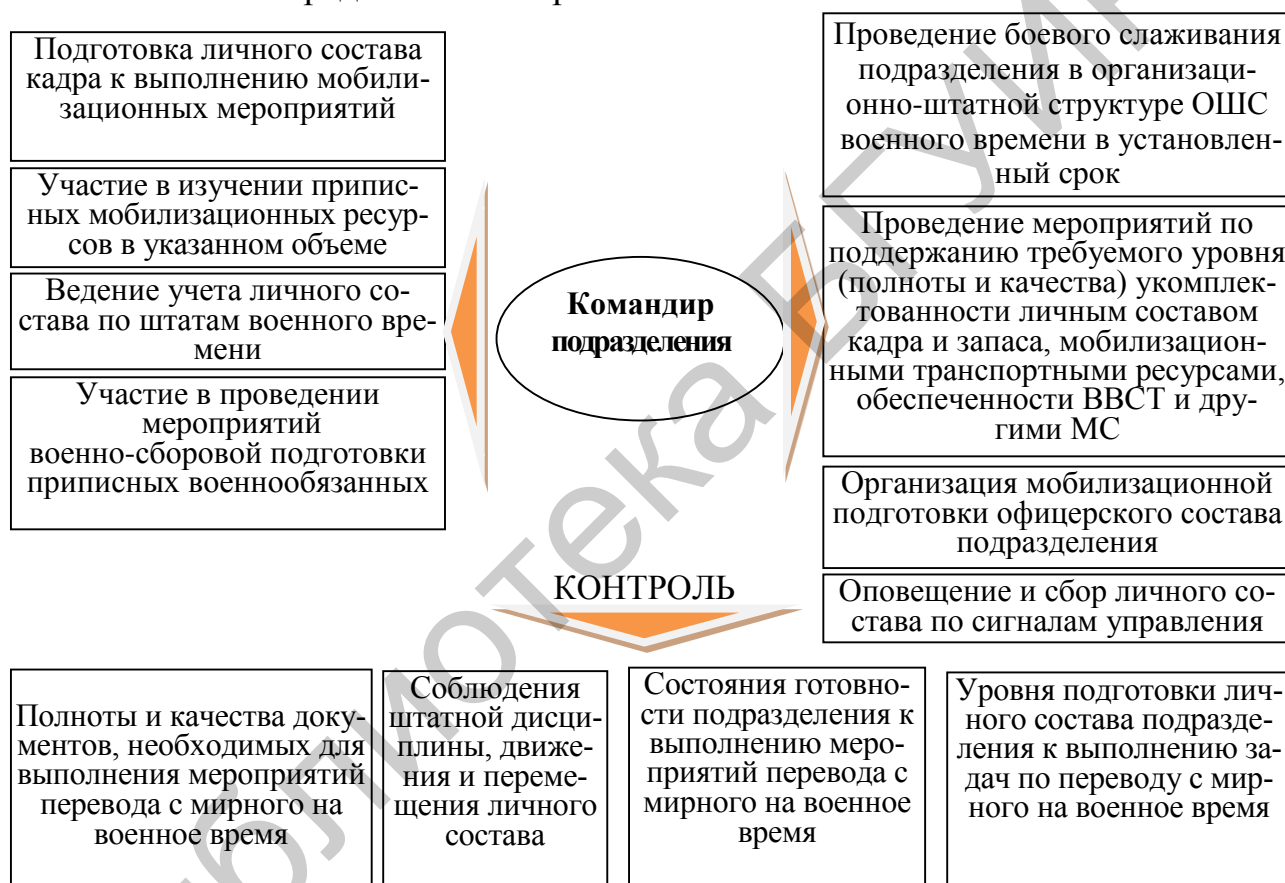 Подготовка личного состава
кадра к выполнению мобили-
зационных мероприятий
Участие в изучении припис-
ных мобилизационных ресур-
сов в указанном объеме
Ведение учета личного со-
става по штатам военного вре-
мени
Участие в проведении
мероприятий
военно-сборовой подготовки
приписных военнообязанных
Командир
подразделения
Проведение боевого слаживания
подразделения в организаци-
онно-штатной структуре ОШС
военного времени в установлен-
ный срок
Проведение мероприятий по
поддержанию требуемого уровня
(полноты и качества) укомплек-
тованности личным составом
кадра и запаса, мобилизацион-
ными транспортными ресурсами,
обеспеченности ВВСТ и дру-
гими МС
Организация мобилизационной
подготовки офицерского состава
подразделения
Оповещение и сбор личного со-
става по сигналам управления
КОНТРОЛЬ
Полноты и качества доку-
ментов, необходимых для
выполнения мероприятий
перевода с мирного на
военное время
Соблюдения
штатной дисци-
плины, движе-
ния и переме-
щения личного
состава
Состояния готовно-
сти подразделения к
выполнению меро-
приятий перевода с
мирного на военное
время
Уровня подготовки лич-
ного состава подразде-
ления к выполнению за-
дач по переводу с мир-
ного на военное время